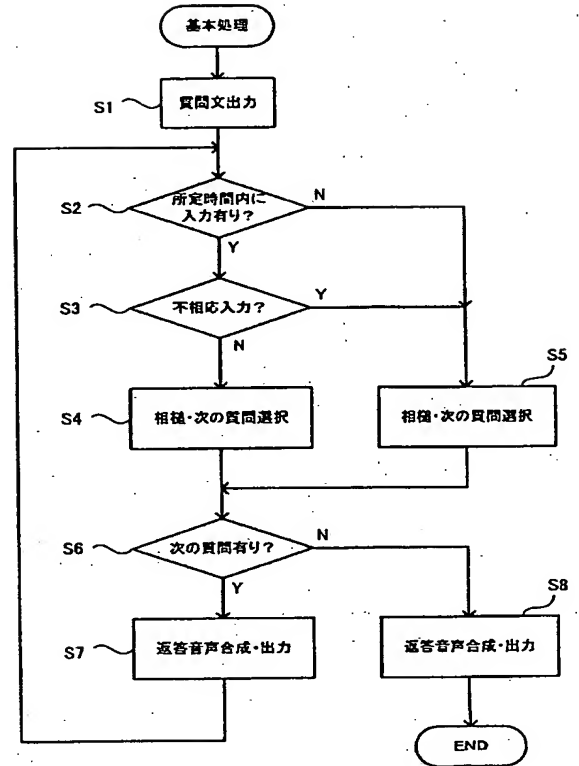 基本処理
S1
質問文出力
S2
所定時間内に
入力有り?
N
Y
S3
不相応入力?
Y
N
S4
相槌・次の質問選択
S5
相槌・次の質問選択
S6
次の質問有り?
N
Y
S7
返答音声合成・出力
S8
返答音声合成・出力
END